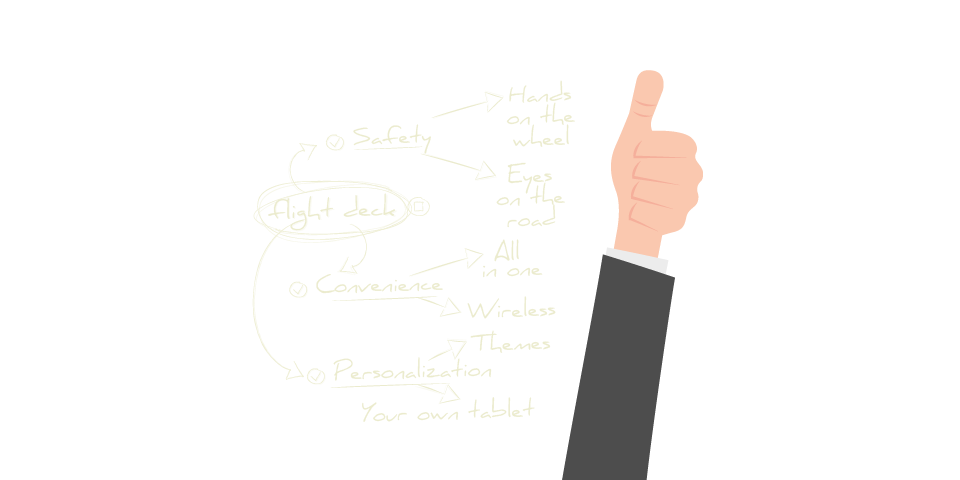 Hands
on the
wheel
Safety
Eyes
on the
road
flight deck
All
in one
Convenience
Wireless
Themes
Personalization
Your own tablet